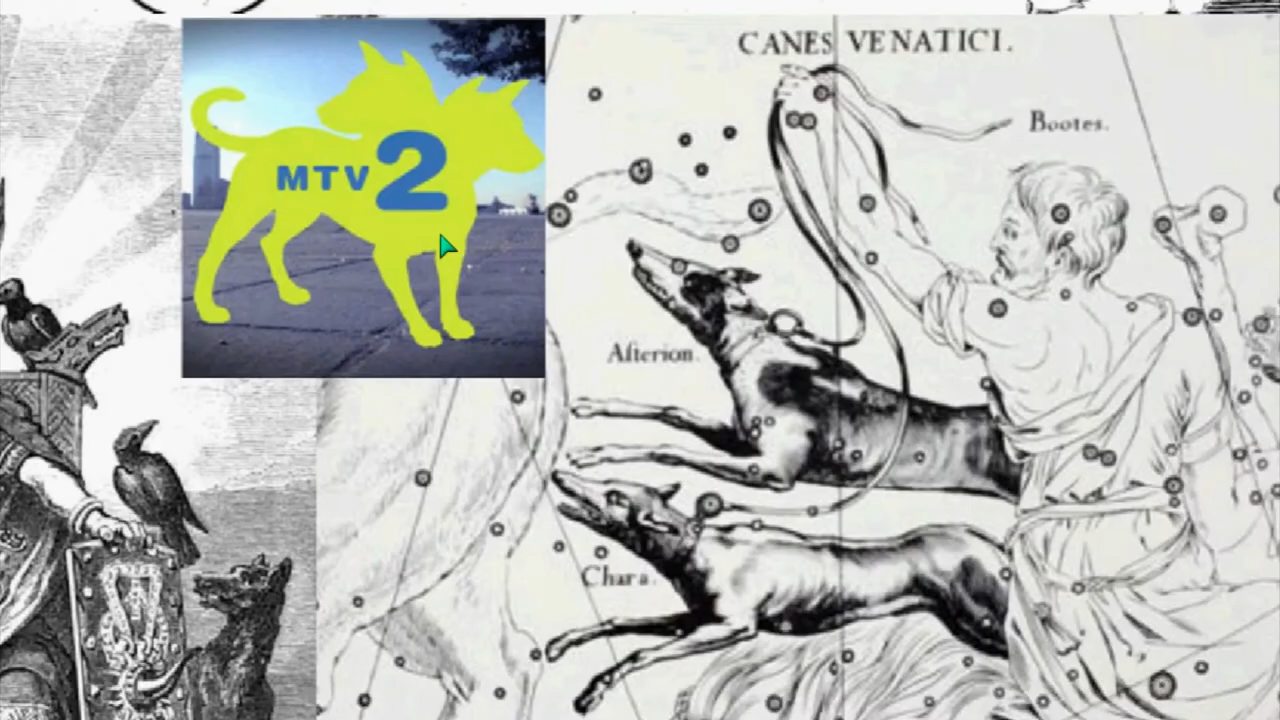 CANES VENATICI.
MTV 2
Bootes.
Asterion.
Chara.